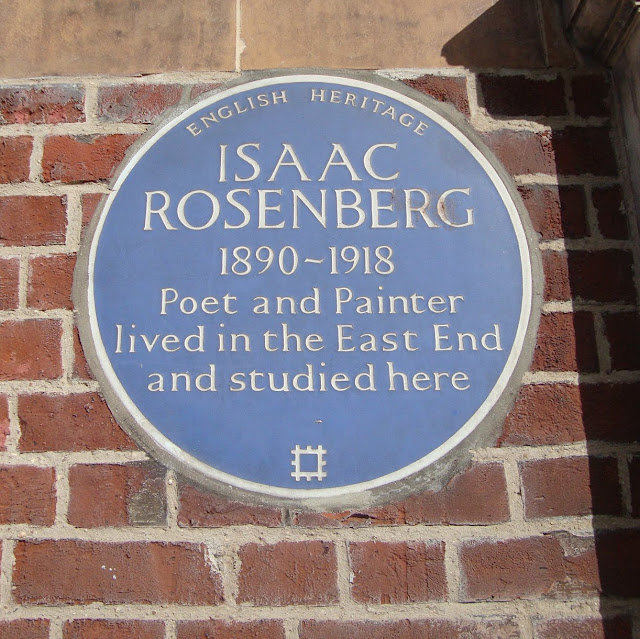 ENGLISH HERITAGE
ISAAC
ROSENBERG
1890~1918
Poet and Painter
lived in the East End
and studied here